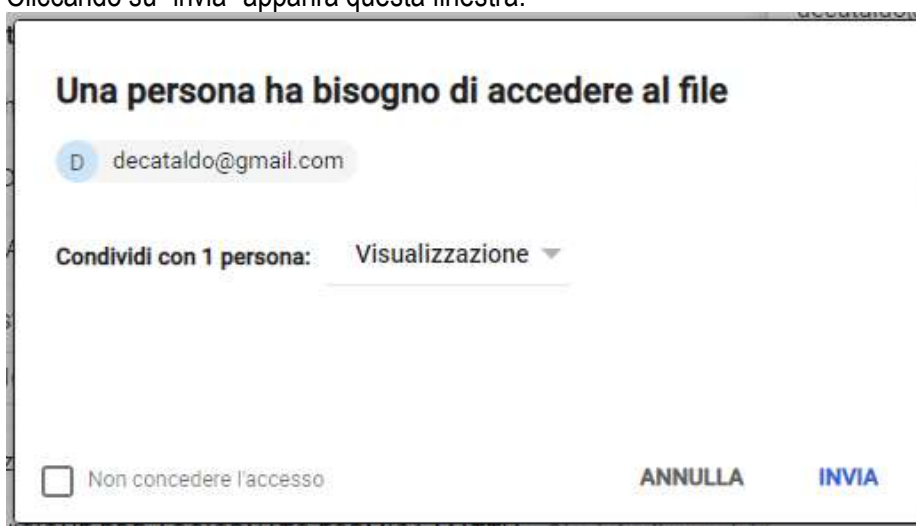 Cliccando su "invia" apparirà questa finestra:
Una persona ha bisogno di accedere al file
D decataldo@gmail.com
Condividi con 1 persona: Visualizzazione
Non concedere l'accesso ANNULLA INVIA